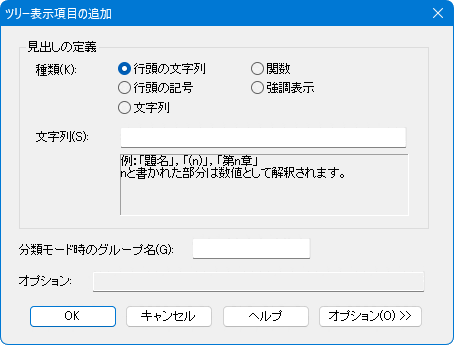 ツリー表示項目の追加
見出しの定義
種類(K):
行頭の文字列
関数
行頭の記号
強調表示
文字列
文字列(S):
例：「題名」，「(n)」，「第n章」
nと書かれた部分は数値として解釈されます。
分類モード時のグループ名(G):
オプション:
OK
キャンセル
ヘルプ
オプション(O) >>